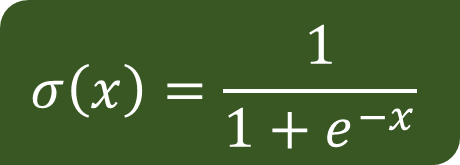 σ(x) = 1 / (1 + e^{-x})